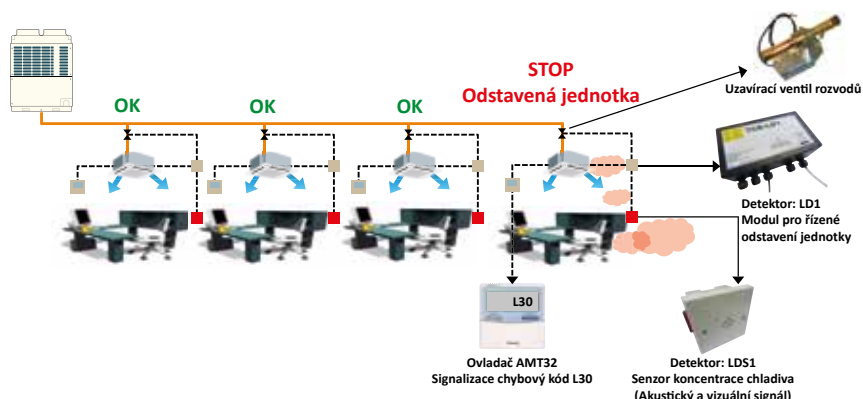 STOP
Odstavená jednotka
OK
OK
OK
Uzavírací ventil rozvodů
Detektor: LD1
Modul pro řízené
odstavení jednotky
L30
Ovladač AMT32
Signalizace chybový kód L30
Detektor: LDS1
Senzor koncentrace chladiva
(Akustický a vizuální signál)